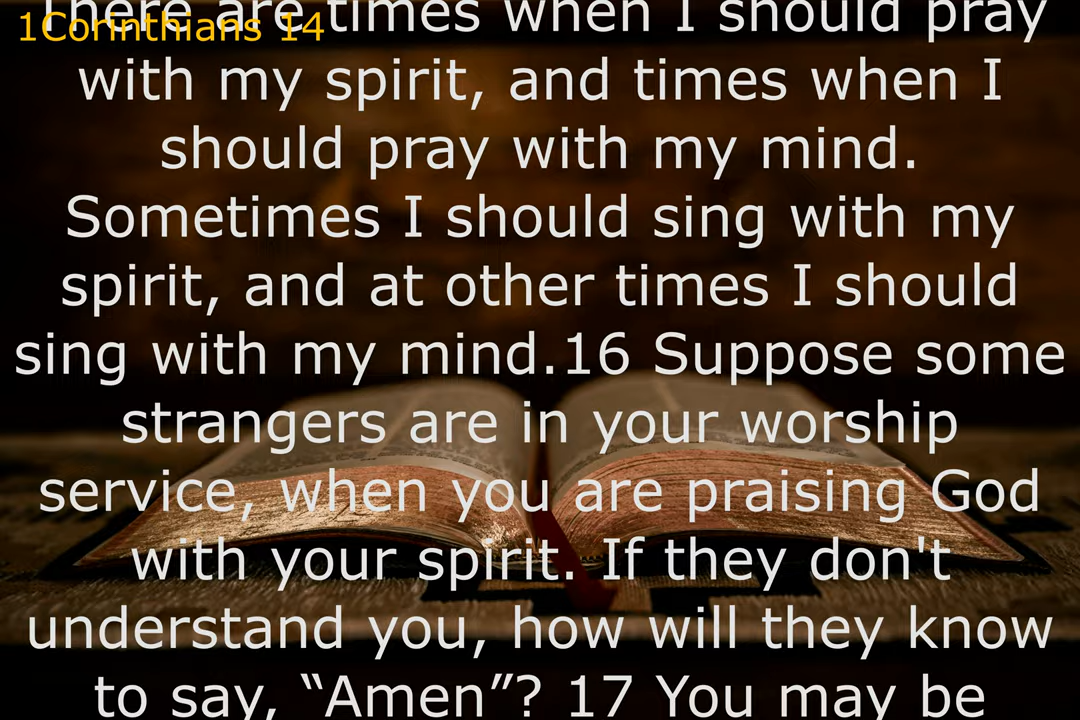 1Corinthians 14
There are times when I should pray
with my spirit, and times when I
should pray with my mind.
Sometimes I should sing with my
spirit, and at other times I should
sing with my mind.16 Suppose some
strangers are in your worship
service, when you are praising God
with your spirit. If they don't
understand you, how will they know
to say, “Amen”? 17 You may be